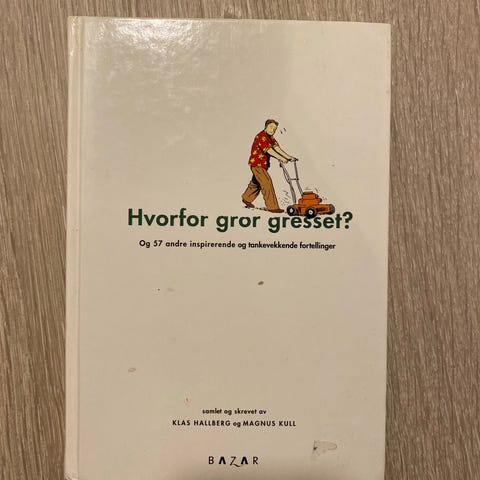 Hvorfor gror gresset?
Og 57 andre inspirerende og tankevekkende fortellinger
samlet og skrevet av
KLAS HALLBERG og MAGNUS KULL
BAZAR